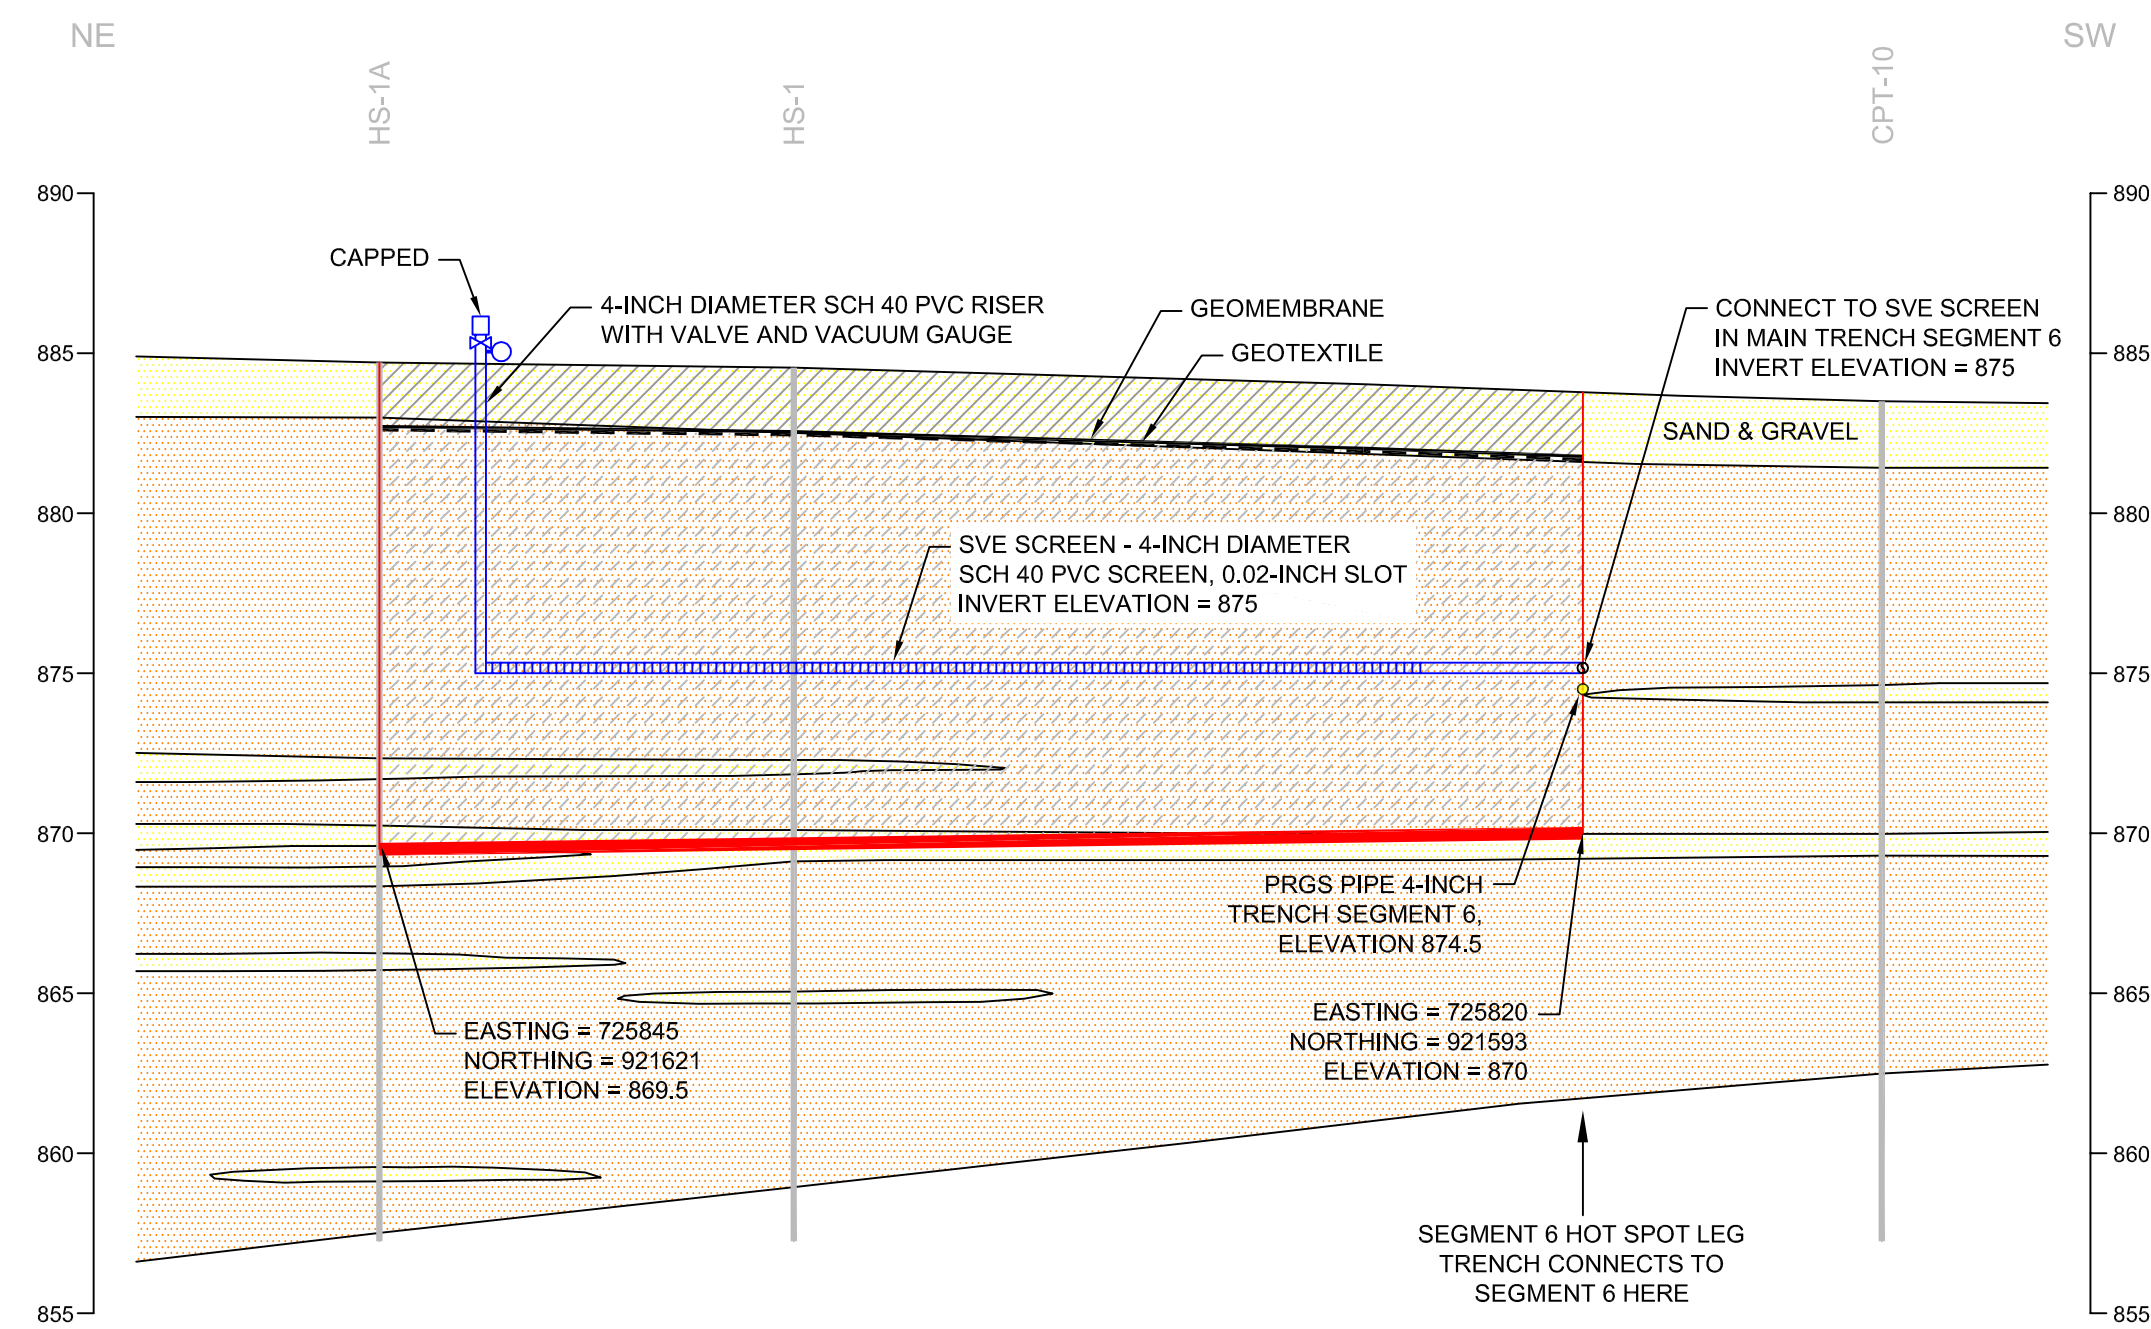 NE
SW
HS-1A
HS-1
CPT-10
890
890
CAPPED
4-INCH DIAMETER SCH 40 PVC RISER
WITH VALVE AND VACUUM GAUGE
GEOMEMBRANE
GEOTEXTILE
CONNECT TO SVE SCREEN
IN MAIN TRENCH SEGMENT 6
INVERT ELEVATION = 875
885
885
SAND & GRAVEL
880
880
SVE SCREEN - 4-INCH DIAMETER
SCH 40 PVC SCREEN, 0.02-INCH SLOT
INVERT ELEVATION = 875
875
875
870
870
PRGS PIPE 4-INCH
TRENCH SEGMENT 6,
ELEVATION 874.5
865
865
EASTING = 725845
NORTHING = 921621
ELEVATION = 869.5
EASTING = 725820
NORTHING = 921593
ELEVATION = 870
860
860
SEGMENT 6 HOT SPOT LEG
TRENCH CONNECTS TO
SEGMENT 6 HERE
855
855